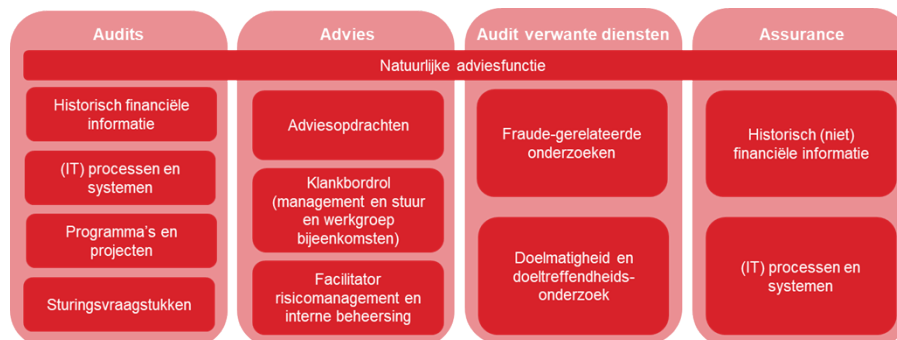 Audits
Advies
Audit verwante diensten
Assurance
Natuurlijke adviesfunctie
Historisch financiële
informatie
(IT) processen en
systemen
Programma's en
projecten
Sturingsvraagstukken
Adviesopdrachten
Klankbordrol
(management en stuur
en werkgroep
bijeenkomsten)
Facilitator
risicomanagement en
interne beheersing
Fraude-gerelateerde
onderzoeken
Doelmatigheid en
doeltreffendheids-
onderzoek
Historisch (niet)
financiële informatie
(IT) processen en
systemen